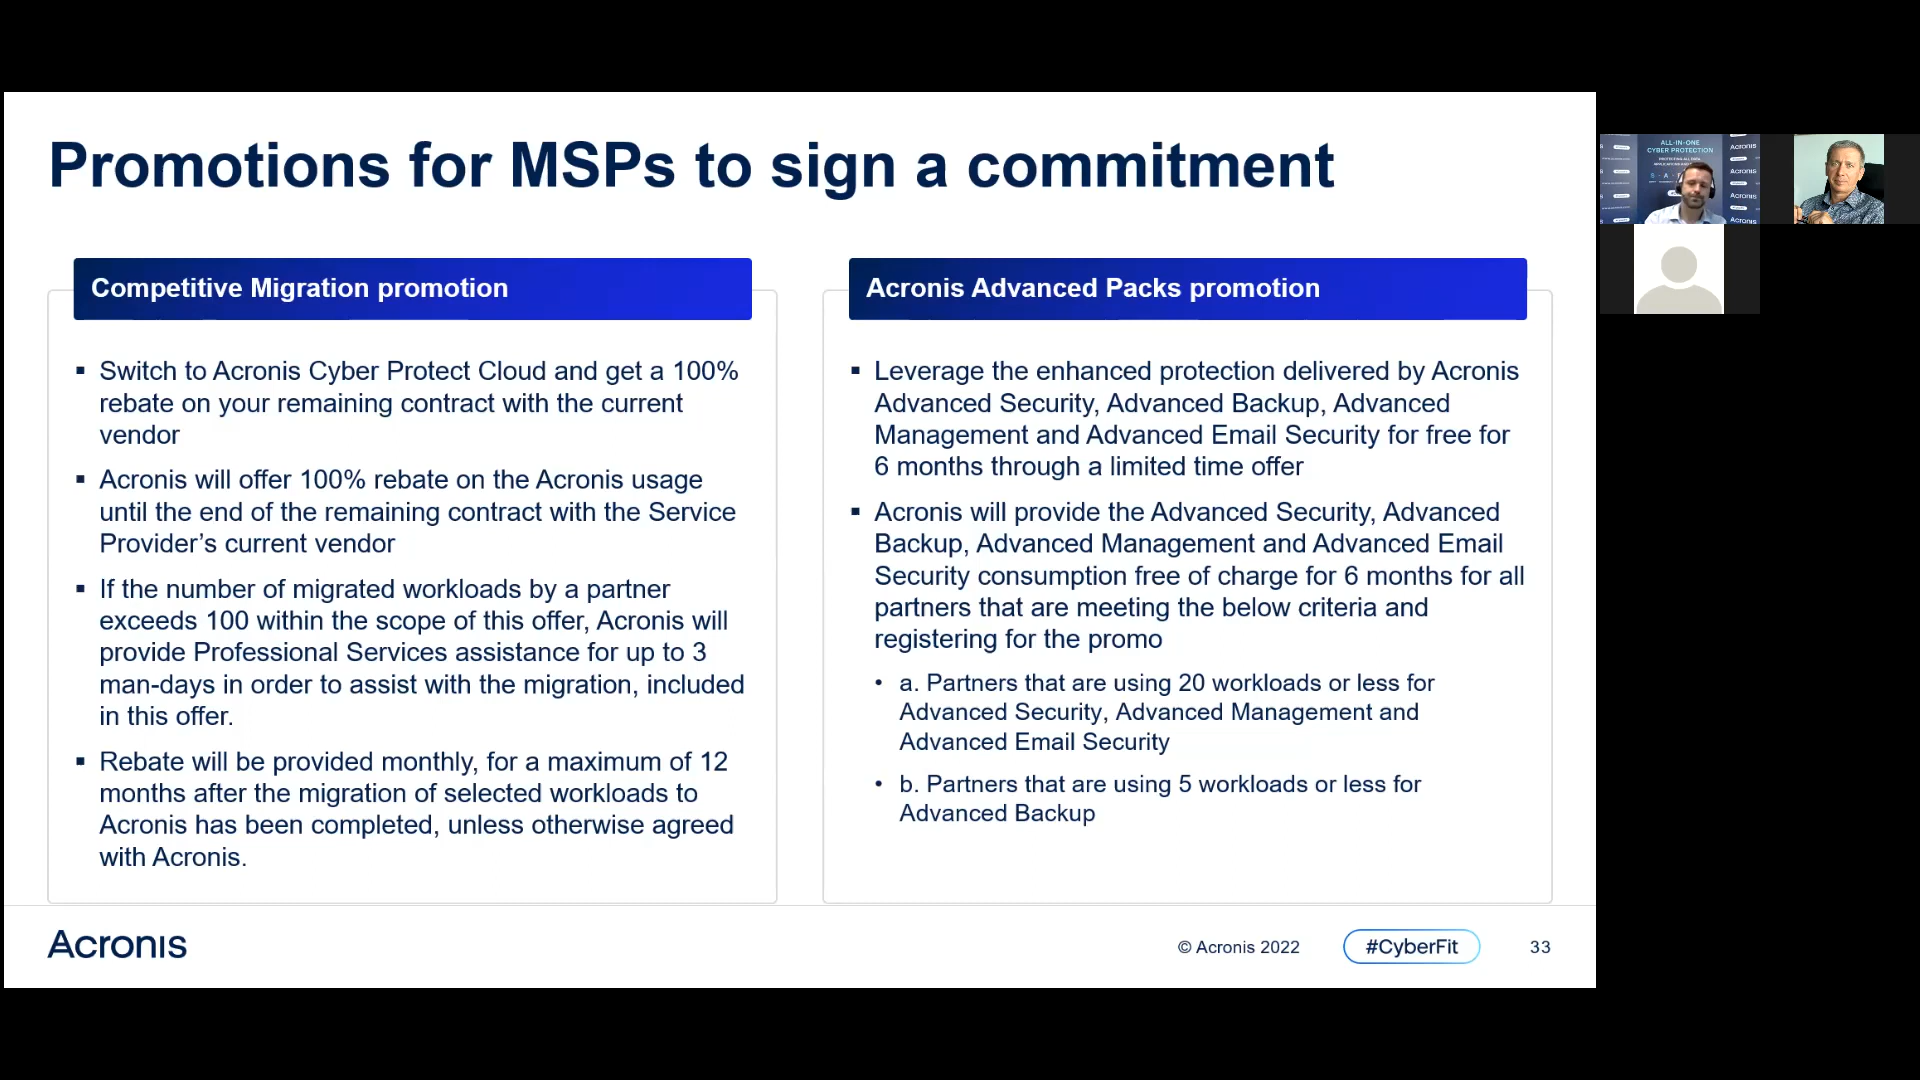 Promotions for MSPs to sign a commitment
Competitive Migration promotion
▪ Switch to Acronis Cyber Protect Cloud and get a 100%
rebate on your remaining contract with the current
vendor
▪ Acronis will offer 100% rebate on the Acronis usage
until the end of the remaining contract with the Service
Provider’s current vendor
▪ If the number of migrated workloads by a partner
exceeds 100 within the scope of this offer, Acronis will
provide Professional Services assistance for up to 3
man-days in order to assist with the migration, included
in this offer.
▪ Rebate will be provided monthly, for a maximum of 12
months after the migration of selected workloads to
Acronis has been completed, unless otherwise agreed
with Acronis.
Acronis Advanced Packs promotion
▪ Leverage the enhanced protection delivered by Acronis
Advanced Security, Advanced Backup, Advanced
Management and Advanced Email Security for free for
6 months through a limited time offer
▪ Acronis will provide the Advanced Security, Advanced
Backup, Advanced Management and Advanced Email
Security consumption free of charge for 6 months for all
partners that are meeting the below criteria and
registering for the promo
• a. Partners that are using 20 workloads or less for
Advanced Security, Advanced Management and
Advanced Email Security
• b. Partners that are using 5 workloads or less for
Advanced Backup
Acronis
© Acronis 2022
#CyberFit
33
ALL-IN-ONE
CYBER PROTECTION
Acronis
Acronis
Acronis
Acronis